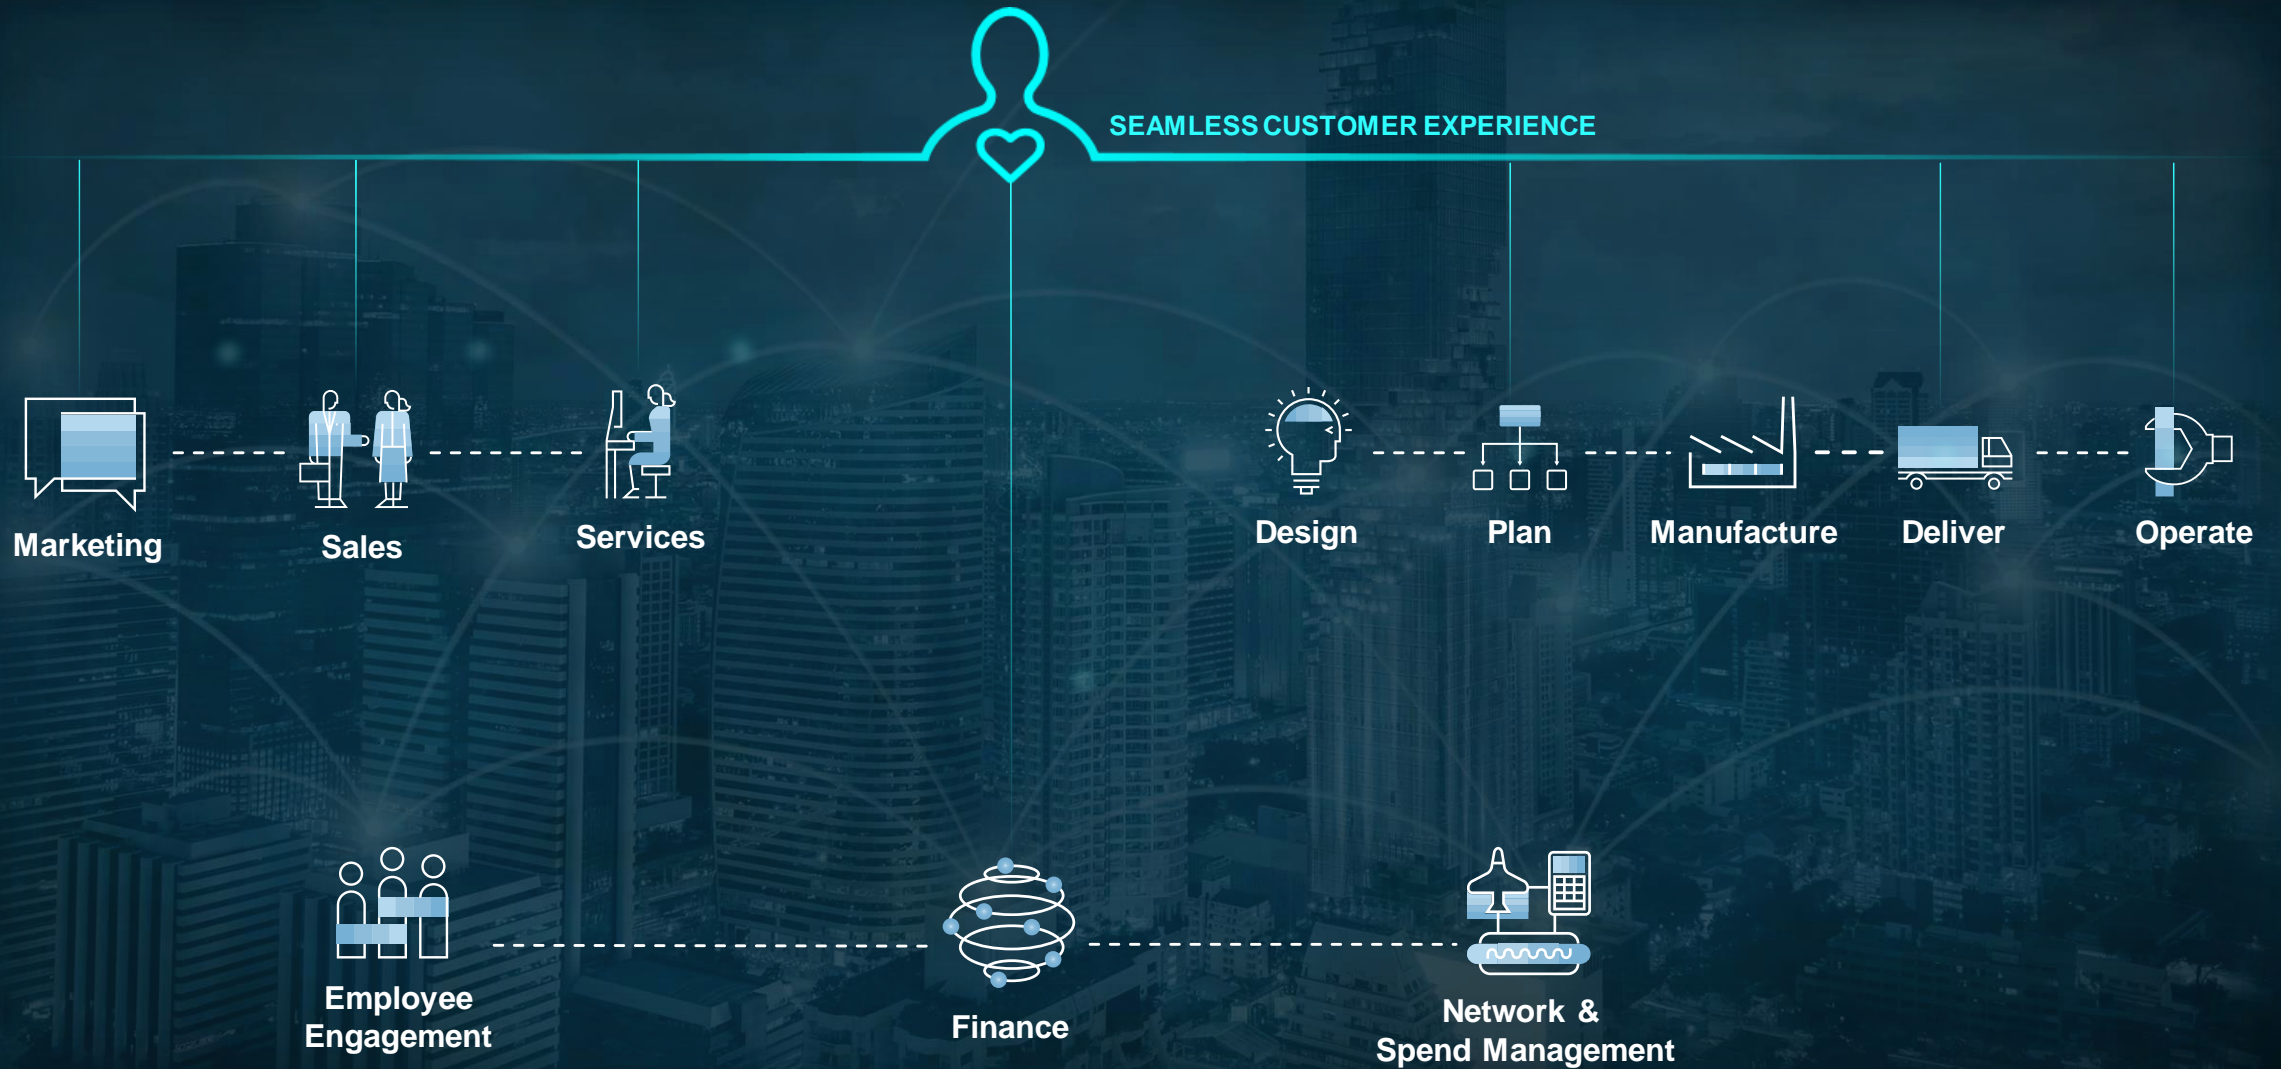 SEAMLESS CUSTOMER EXPERIENCE
Marketing
Sales
Services
Design
Plan
Manufacture
Deliver
Operate
Employee
Engagement
Finance
Network &
Spend Management